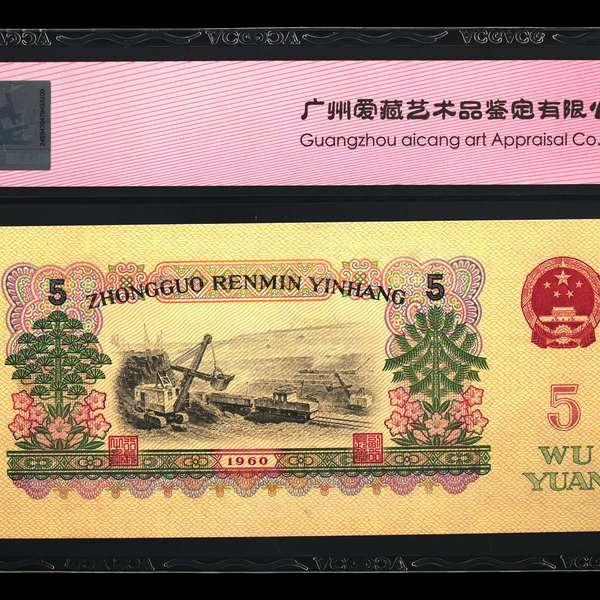 广州爱藏艺术品鉴定有限
Guangzhou aicang art Appraisal Co.
5
ZHONGGUO RENMIN YINHANG
5
5
1960
WU
YUAN